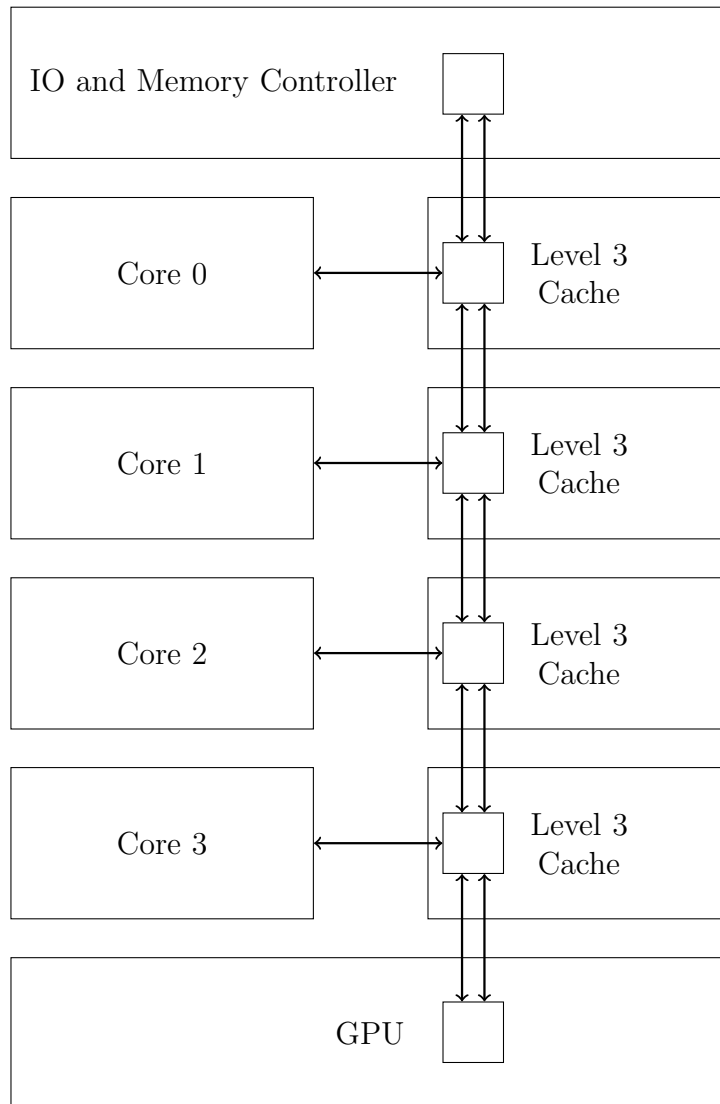 IO and Memory Controller
Core 0
Level 3
Cache
Core 1
Level 3
Cache
Core 2
Level 3
Cache
Core 3
Level 3
Cache
GPU